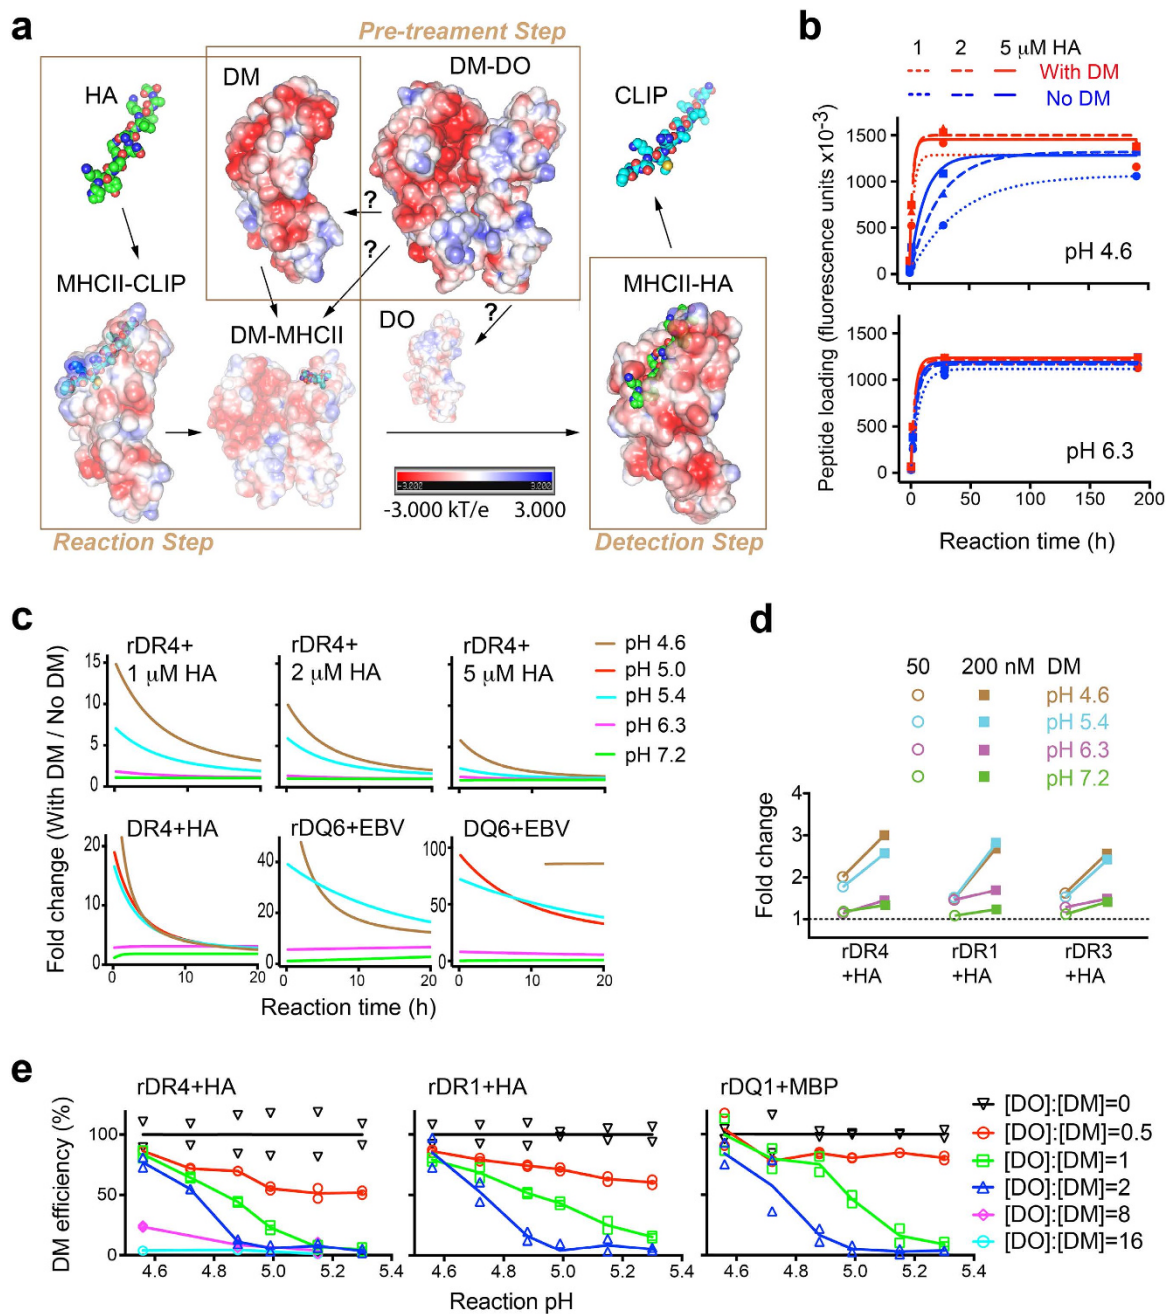 a
Pre-treament Step
HA
DM
DM-DO
CLIP
?
?
?
MHCII-CLIP
DM-MHCII
DO
MHCII-HA
-3.000
3.000
-3.000 kT/e
3.000
Reaction Step
Detection Step
b
1 2 5 μM HA
With DM
No DM
Peptide loading (fluorescence units x10-3)
1500
1000
500
0
pH 4.6
1500
1000
500
0
pH 6.3
0 50 100 150 200
Reaction time (h)
c
Fold change (With DM / No DM)
rDR4+
1 μM HA
rDR4+
2 μM HA
rDR4+
5 μM HA
15
10
5
0
pH 4.6
pH 5.0
pH 5.4
pH 6.3
pH 7.2
DR4+HA
rDQ6+EBV
DQ6+EBV
20
10
0
40
20
0
100
50
0
0 10 20
0 10 20
0 10 20
Reaction time (h)
d
50 200 nM DM
pH 4.6
pH 5.4
pH 6.3
pH 7.2
Fold change
4
3
2
1
rDR4
+HA
rDR1
+HA
rDR3
+HA
e
DM efficiency (%)
rDR4+HA
rDR1+HA
rDQ1+MBP
100
50
0
4.6 4.8 5.0 5.2 5.4
4.6 4.8 5.0 5.2 5.4
4.6 4.8 5.0 5.2 5.4
Reaction pH
[DO]:[DM]=0
[DO]:[DM]=0.5
[DO]:[DM]=1
[DO]:[DM]=2
[DO]:[DM]=8
[DO]:[DM]=16